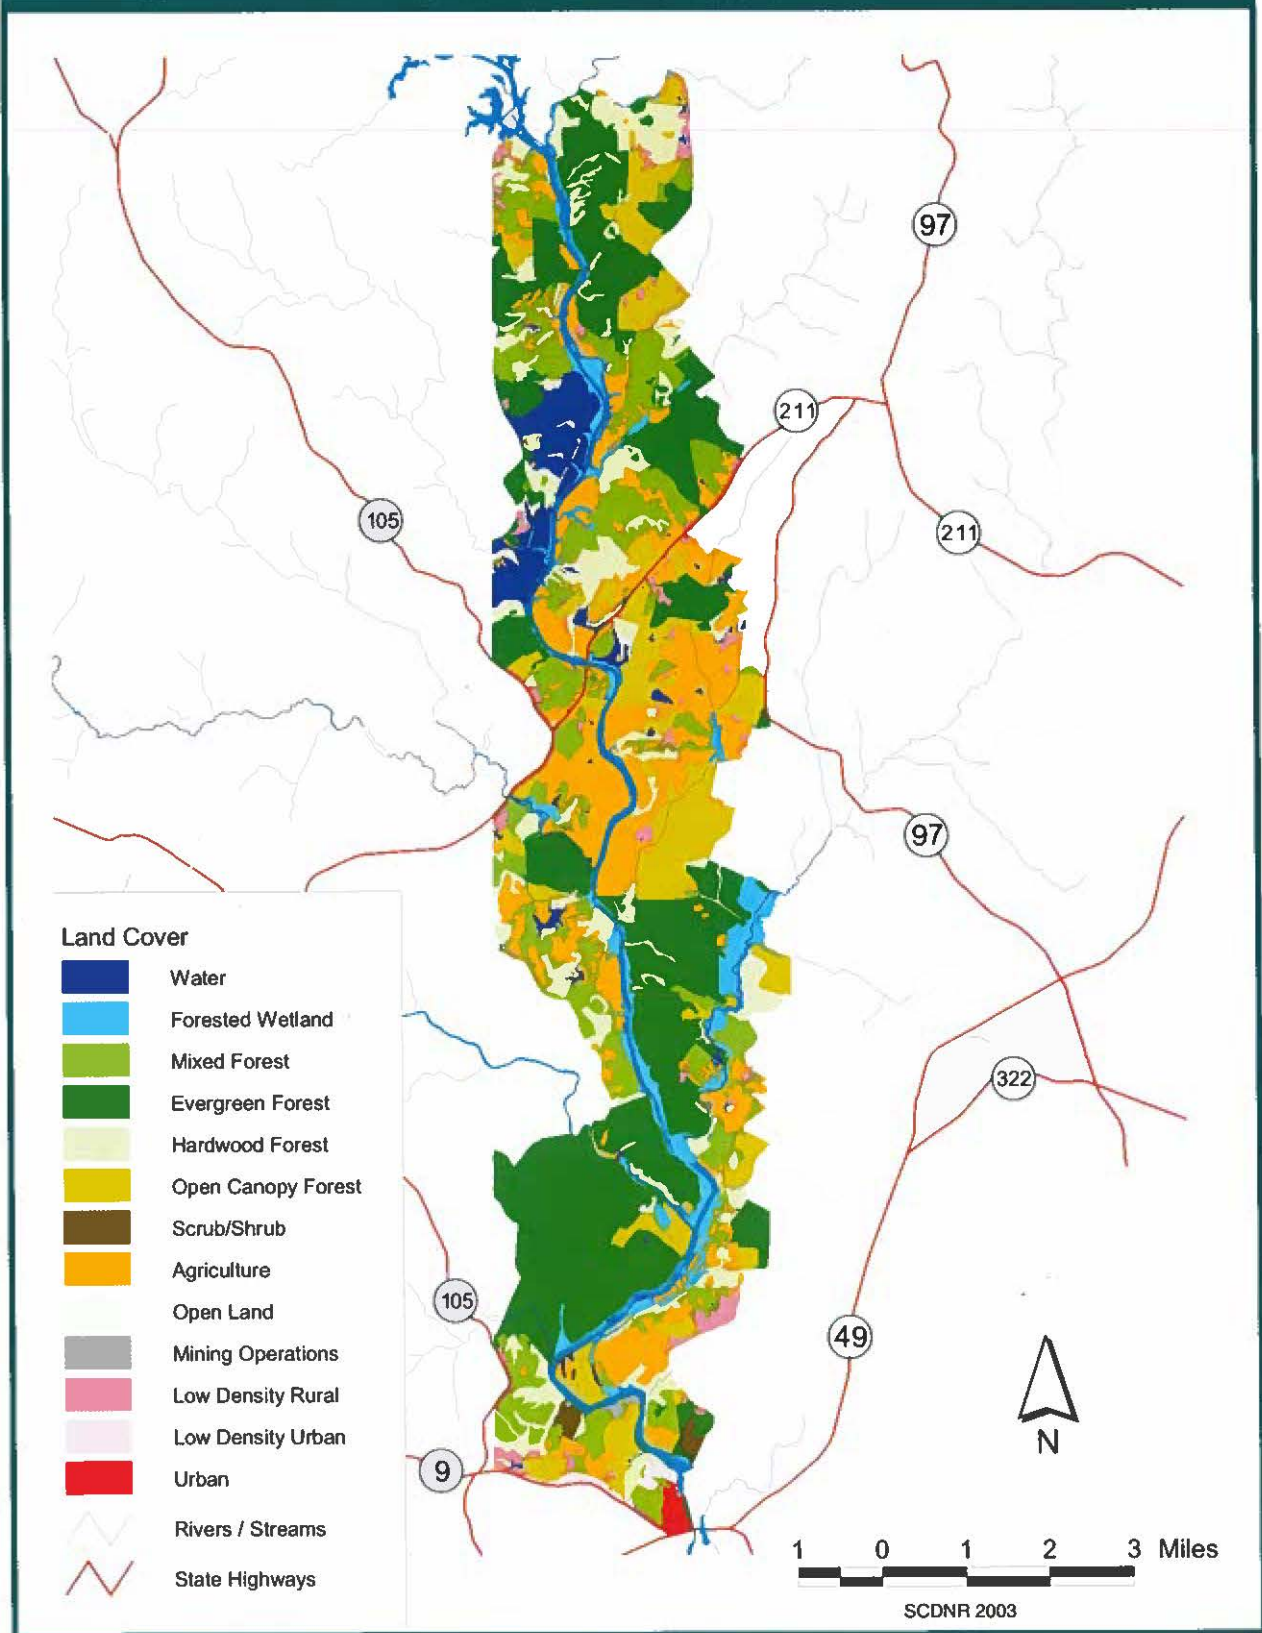 97
211
105
211
97
Land Cover
Water
Forested Wetland
Mixed Forest
Evergreen Forest
322
Hardwood Forest
Open Canopy Forest
Scrub/Shrub
Agriculture
105
Open Land
49
Mining Operations
Low Density Rural
Low Density Urban
N
9
Urban
Rivers / Streams
1 0 1 2 3 Miles
State Highways
SCDNR 2003